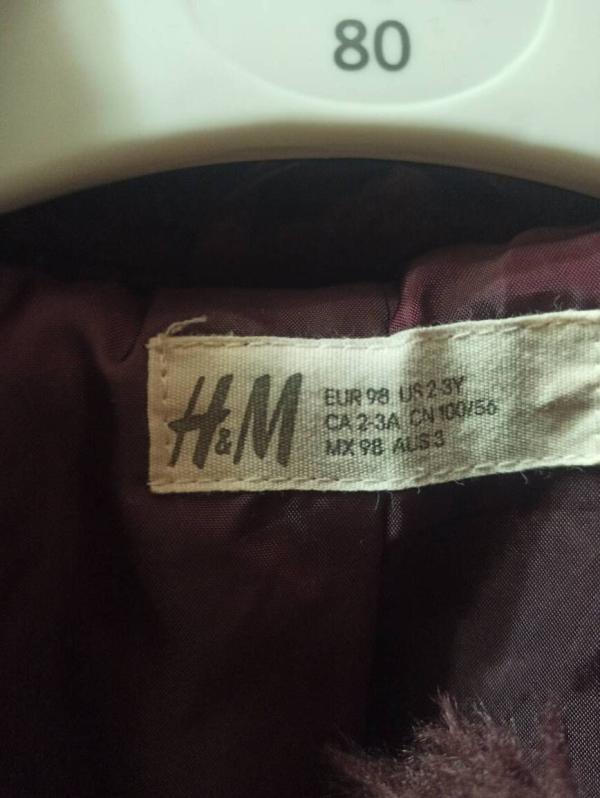 80
H&M
EUR 98 US 2-3Y
CA 2-3A CN 100/56
MX 98 AUS 3